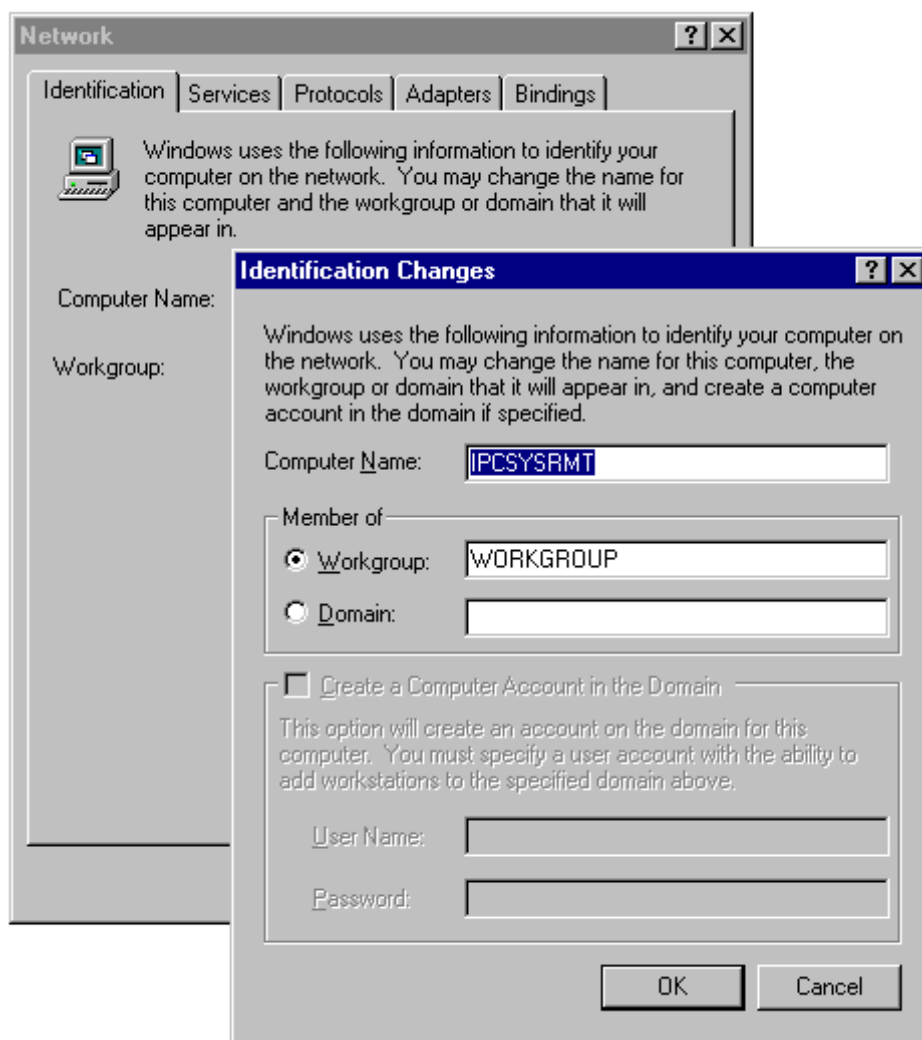 Network
Identification Services Protocols Adapters Bindings
Windows uses the following information to identify your
computer on the network. You may change the name for
this computer and the workgroup or domain that it will
appear in.
Computer Name:
Workgroup:
Identification Changes
Windows uses the following information to identify your computer on
the network. You may change the name for this computer, the
workgroup or domain that it will appear in, and create a computer
account in the domain if specified.
Computer Name: IPCSYSRMT
Member of
Workgroup: WORKGROUP
Domain:
Create a Computer Account in the Domain
This option will create an account on the domain for this
computer. You must specify a user account with the ability to
add workstations to the specified domain above.
User Name:
Password:
OK Cancel